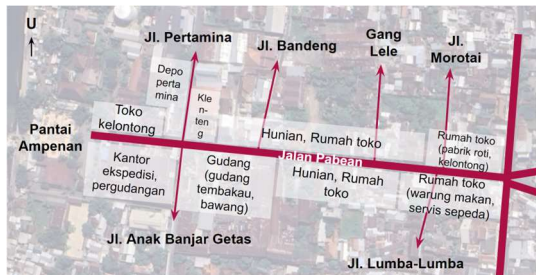 U
Jl. Pertamina
Jl. Bandeng
Gang
Lele
Jl.
Morotai
Depo
perta
mina
Kle
n-
ten
g
Toko
kelontong
Pantai
Ampenan
Hunian, Rumah toko
Rumah toko
(pabrik roti,
kelontong)
Jalan Pabean
Kantor
ekspedisi,
pergudangan
Gudang
(gudang
tembakau,
bawang)
Hunian, Rumah
toko
Rumah toko
(warung makan,
servis sepeda)
Jl. Anak Banjar Getas
Jl. Lumba-Lumba